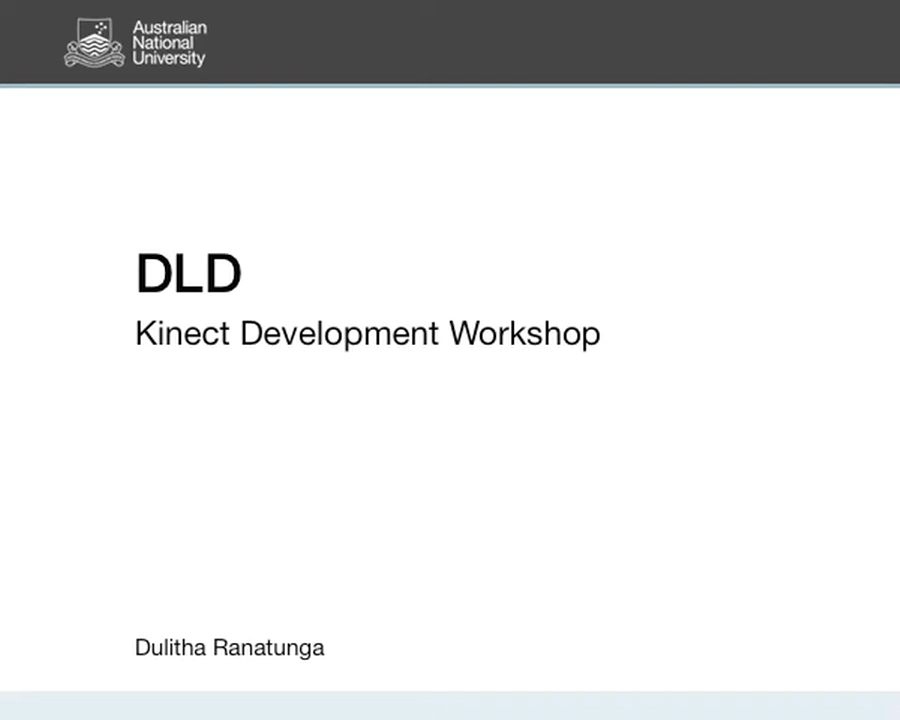 Australian
National
University
DLD
Kinect Development Workshop
Dulitha Ranatunga